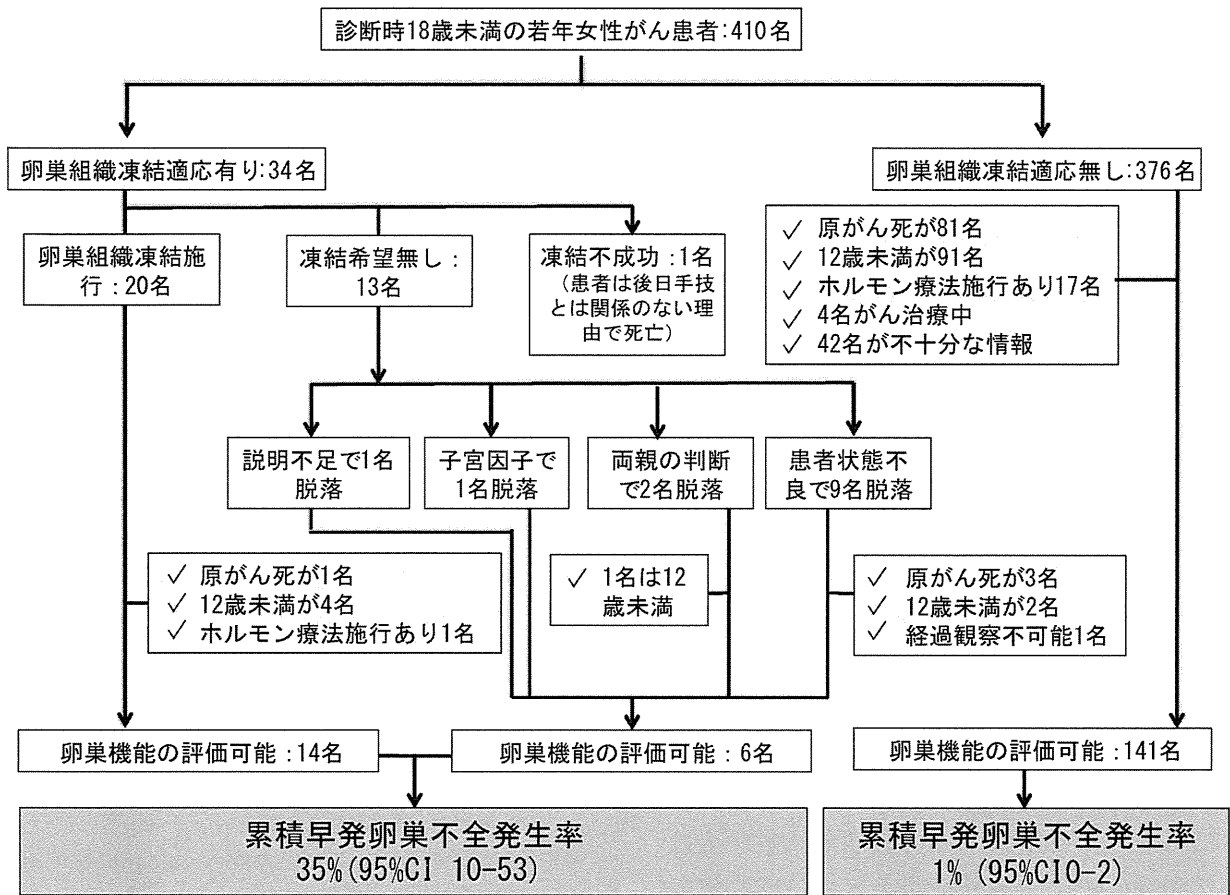 診断時18歳未満の若年女性がん患者:410名
卵巣組織凍結適応有り:34名
卵巣組織凍結適応無し:376名
卵巣組織凍結施
行:20名
凍結希望無し:
13名
凍結不成功:1名
(患者は後日手技
とは関係のない理
由で死亡)
✓ 原がん死が81名
✓ 12歳未満が91名
✓ ホルモン療法施行あり17名
✓ 4名がん治療中
✓ 42名が不十分な情報
説明不足で1名
脱落
子宮因子で
1名脱落
両親の判断
で2名脱落
患者状態不
良で9名脱落
✓ 原がん死が1名
✓ 12歳未満が4名
✓ ホルモン療法施行あり1名
✓ 1名は12
歳未満
✓ 原がん死が3名
✓ 12歳未満が2名
✓ 経過観察不可能1名
卵巣機能の評価可能:14名
卵巣機能の評価可能:6名
卵巣機能の評価可能:141名
累積早発卵巣不全発生率
35%(95%CI 10-53)
累積早発卵巣不全発生率
1% (95%CI0-2)